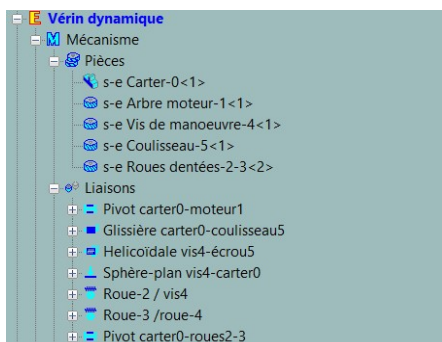 E Vérin dynamique
M Mécanisme
Pièces
s-e Carter-0<1>
s-e Arbre moteur-1<1>
s-e Vis de manoeuvre-4<1>
s-e Coulisseau-5<1>
s-e Roues dentées-2-3<2>
Liaisons
Pivot carter0-moteur1
Glissière carter0-coulisseau5
Helicoïdale vis4-écrou5
Sphère-plan vis4-carter0
Roue-2 / vis4
Roue-3 /roue-4
Pivot carter0-roues2-3